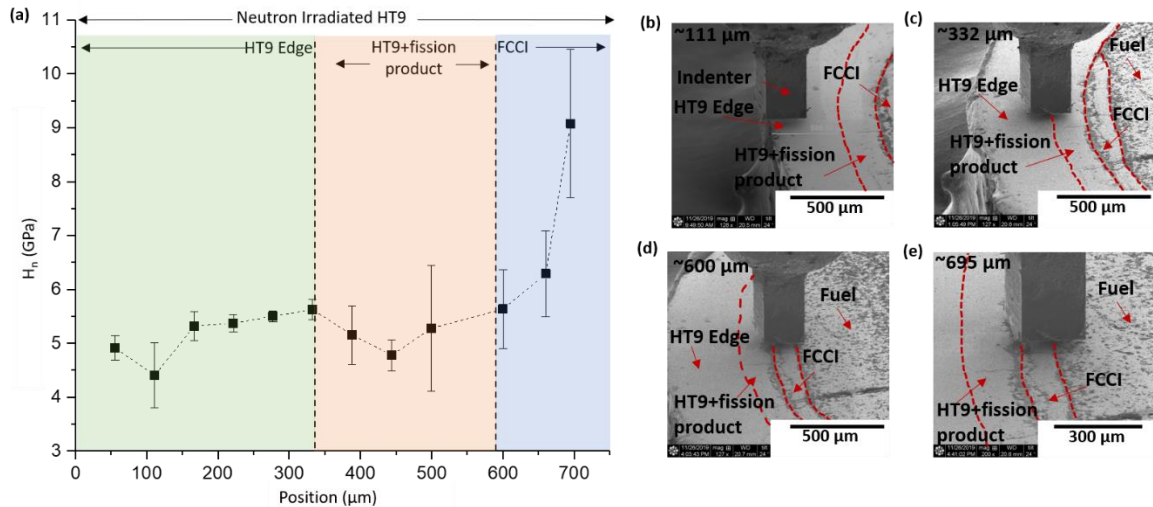 (a)
Neutron Irradiated HT9
HT9 Edge
HT9+fission
product
FCCI
11
10
9
8
7
6
5
4
3
Hn (GPa)
0 100 200 300 400 500 600 700
Position (μm)
(b)
~111 μm
Indenter
FCCI
HT9 Edge
HT9+fission
product
500 μm
(c)
~332 μm
Fuel
HT9 Edge
FCCI
HT9+fission
product
500 μm
(d)
~600 μm
Fuel
HT9 Edge
FCCI
HT9+fission
product
500 μm
(e)
~695 μm
Fuel
FCCI
HT9+fission
product
300 μm